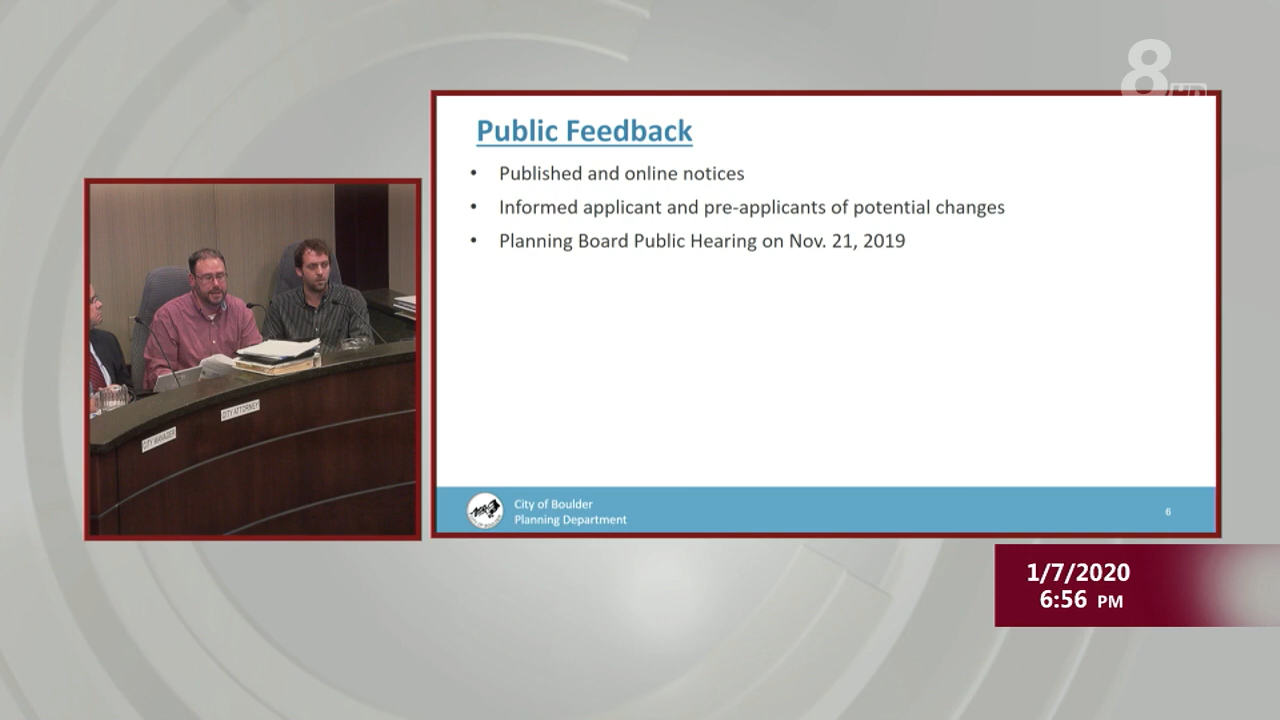 8
HD
Public Feedback
• Published and online notices
• Informed applicant and pre-applicants of potential changes
• Planning Board Public Hearing on Nov. 21, 2019
CITY MANAGER
CITY ATTORNEY
City of Boulder
Planning Department
6
1/7/2020
6:56 PM